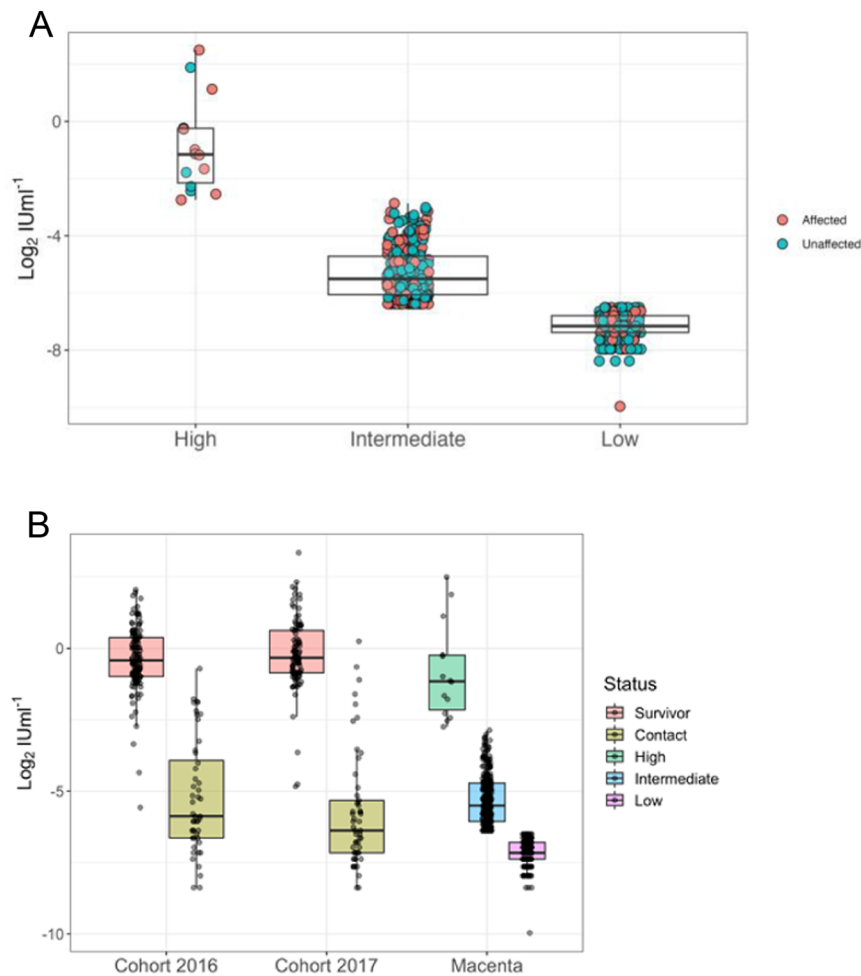 A
0
-4
-8
Log2 IUml-1
High Intermediate Low
Affected
Unaffected
B
0
-5
-10
Log2 IUml-1
Cohort 2016 Cohort 2017 Macenta
Status
Survivor
Contact
High
Intermediate
Low